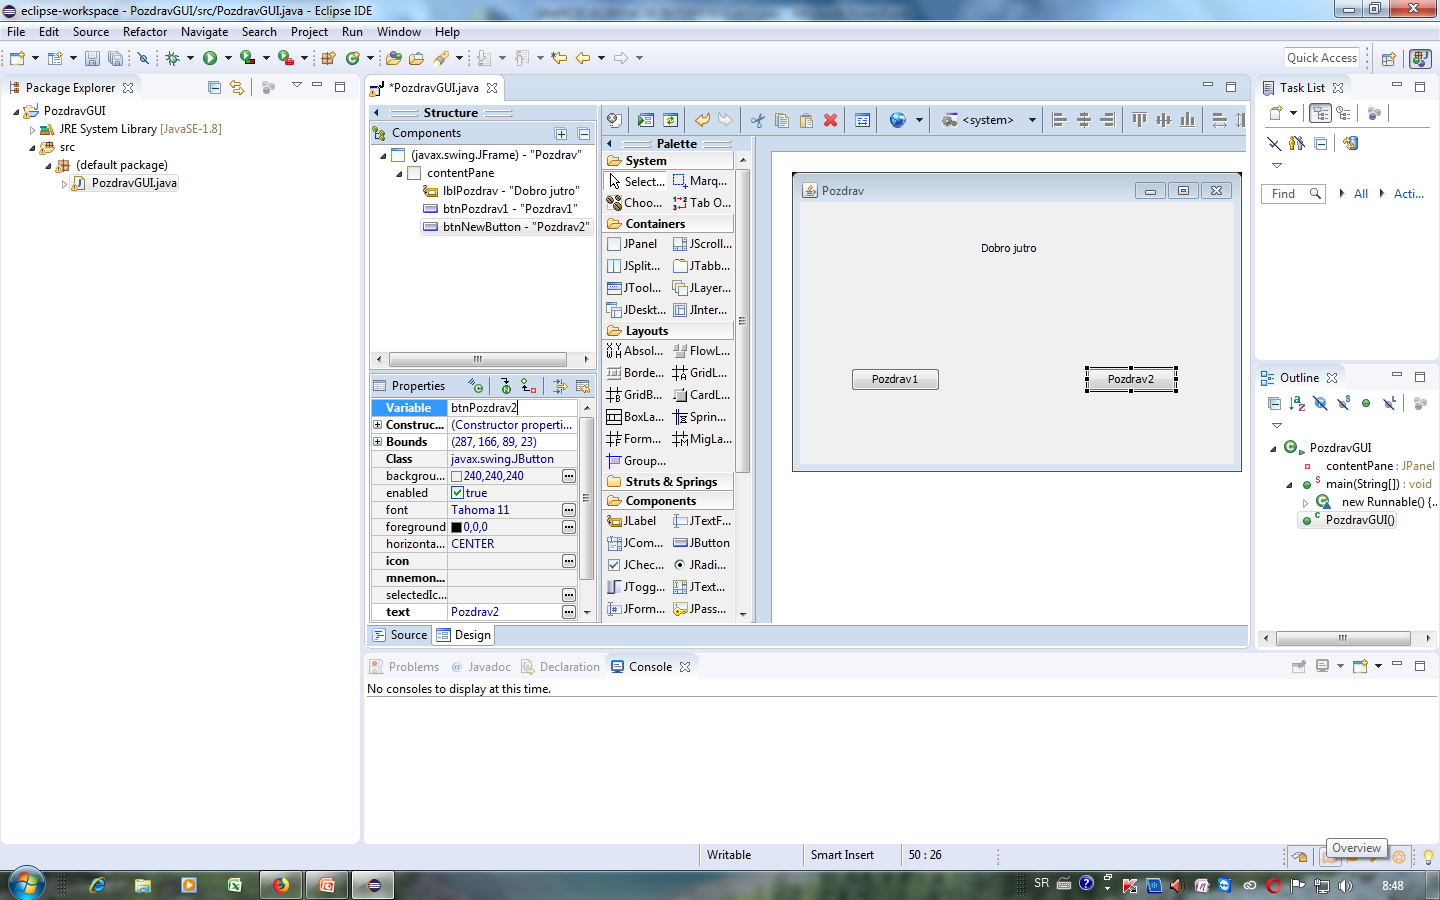 eclipse-workspace - PozdravGUI/src/PozdravGUI.java - Eclipse IDE
File Edit Source Refactor Navigate Search Project Run Window Help
Quick Access
Package Explorer
PozdravGUI
JRE System Library [JavaSE-1.8]
src
(default package)
PozdravGUI.java
*PozdravGUI.java
Structure
Components
(javax.swing.JFrame) - "Pozdrav"
contentPane
lblPozdrav - "Dobro jutro"
btnPozdrav1 - "Pozdrav1"
btnNewButton - "Pozdrav2"
Properties
Variable btnPozdrav2
Construc... (Constructor properti...
Bounds (287, 166, 89, 23)
Class javax.swing.JButton
backgrou... 240,240,240
enabled true
font Tahoma 11
foreground 0,0,0
horizonta... CENTER
icon
mnemon...
selectedIc...
text Pozdrav2
Source Design
<system>
Palette
System
Select... Marq...
Choo... Tab O...
Containers
JPanel JScroll...
JSplit... JTabb...
JTool... JLayer...
JDeskt... JInter...
Layouts
Absol... FlowL...
Borde... GridL...
GridB... CardL...
BoxLa... Sprin...
Form... MigLa...
Group...
Struts & Springs
Components
JLabel JTextF...
JCom... JButton
JChec... JRadi...
JTogg... JText...
JForm... JPass...
Pozdrav
Dobro jutro
Pozdrav1 Pozdrav2
Task List
Find All Acti...
Outline
PozdravGUI
contentPane : JPanel
main(String[]) : void
new Runnable() {...
PozdravGUI()
Problems Javadoc Declaration Console
No consoles to display at this time.
Writable Smart Insert 50 : 26
Overview
SR 8:48